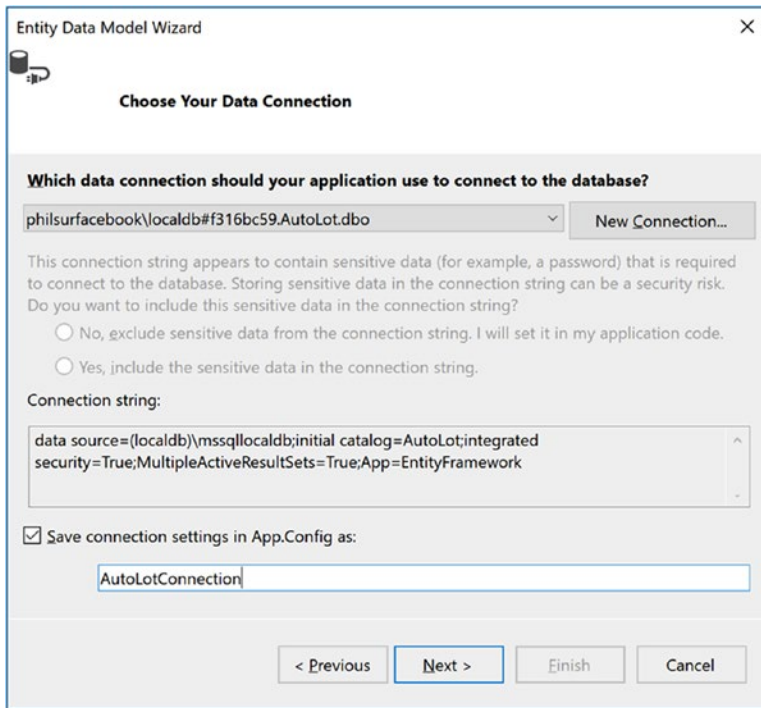 Entity Data Model Wizard
Choose Your Data Connection
Which data connection should your application use to connect to the database?
philsurfacebook\localdb#f316bc59.AutoLot.dbo
New Connection...
This connection string appears to contain sensitive data (for example, a password) that is required
to connect to the database. Storing sensitive data in the connection string can be a security risk.
Do you want to include this sensitive data in the connection string?
No, exclude sensitive data from the connection string. I will set it in my application code.
Yes, include the sensitive data in the connection string.
Connection string:
data source=(localdb)\mssqllocaldb;initial catalog=AutoLot;integrated
security=True;MultipleActiveResultSets=True;App=EntityFramework
Save connection settings in App.Config as:
AutoLotConnection
< Previous
Next >
Finish
Cancel